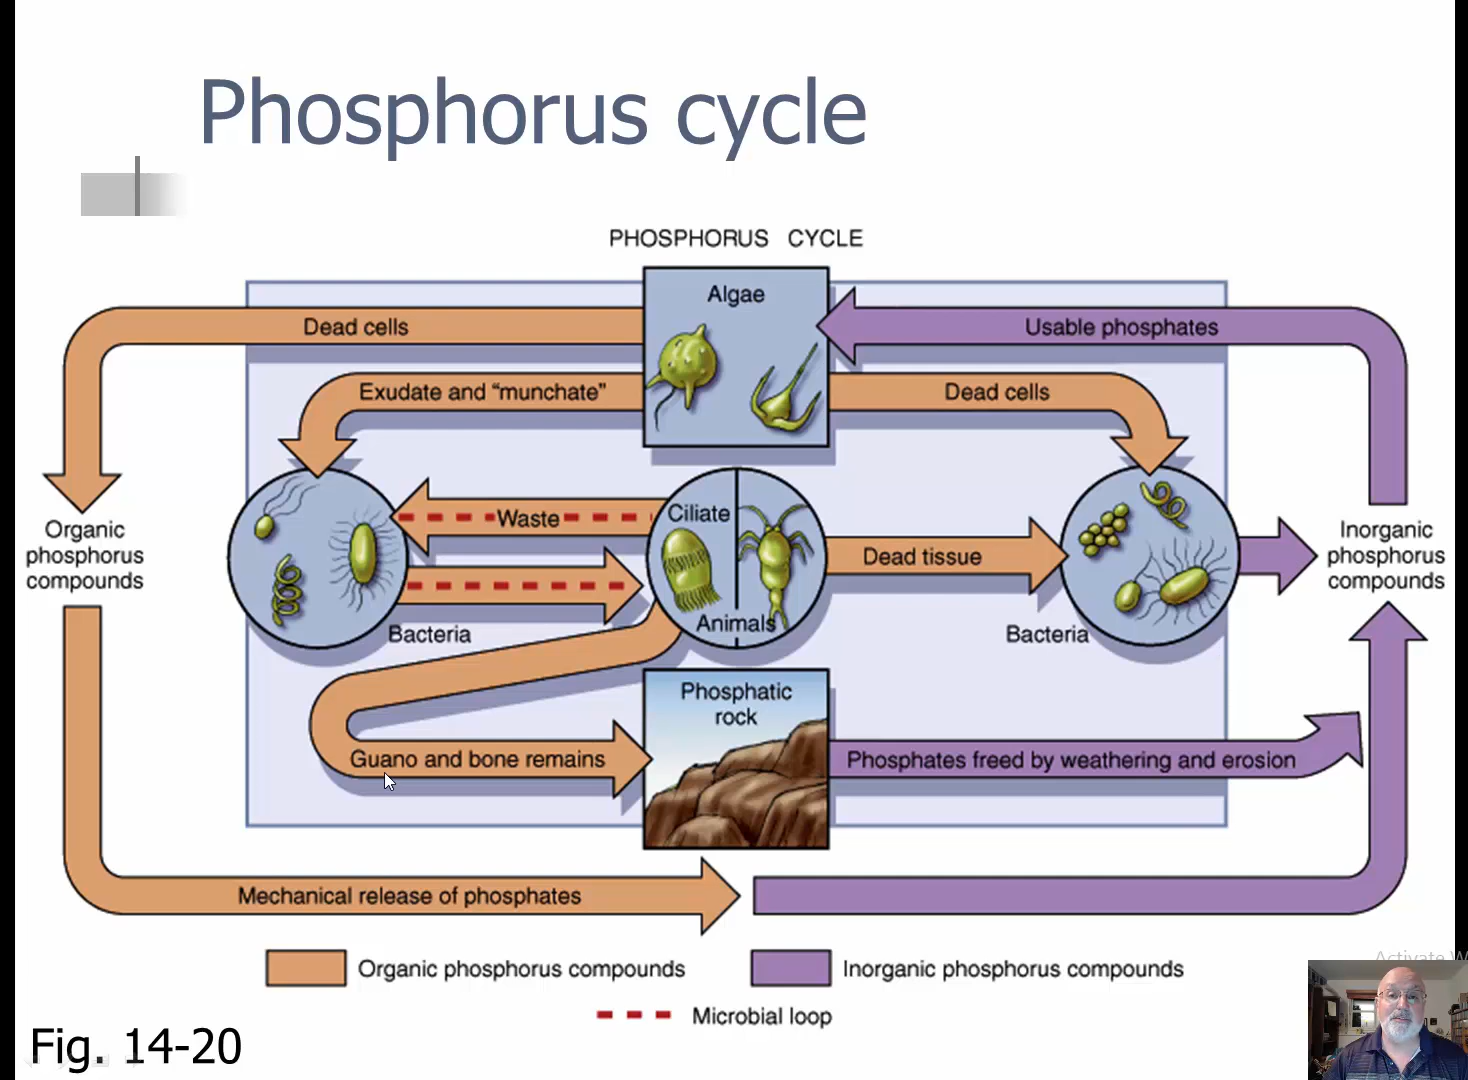 Phosphorus cycle
PHOSPHORUS CYCLE
Algae
Dead cells
Usable phosphates
Exudate and “munchate”
Dead cells
Organic
phosphorus
compounds
Waste
Ciliate
Animals
Dead tissue
Inorganic
phosphorus
compounds
Bacteria
Bacteria
Phosphatic
rock
Guano and bone remains
Phosphates freed by weathering and erosion
Mechanical release of phosphates
Organic phosphorus compounds
Inorganic phosphorus compounds
Microbial loop
Activate W
Fig. 14-20